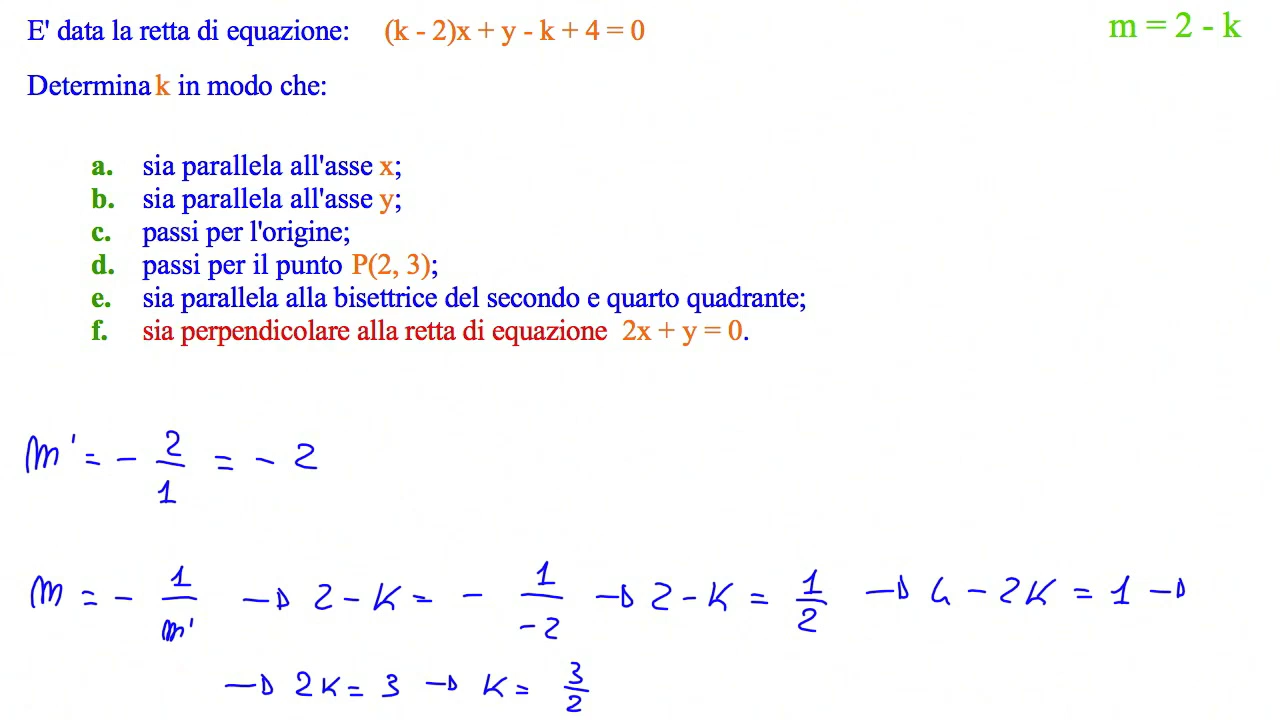 E' data la retta di equazione: (k - 2)x + y - k + 4 = 0 m = 2 - k
Determina k in modo che:
a. sia parallela all'asse x;
b. sia parallela all'asse y;
c. passi per l'origine;
d. passi per il punto P(2, 3);
e. sia parallela alla bisettrice del secondo e quarto quadrante;
f. sia perpendicolare alla retta di equazione 2x + y = 0.
m' = - 2/1 = - 2
m = - 1/m' → 2 - K = - 1/-2 → 2 - K = 1/2 → 4 - 2K = 1 →
→ 2K = 3 → K = 3/2